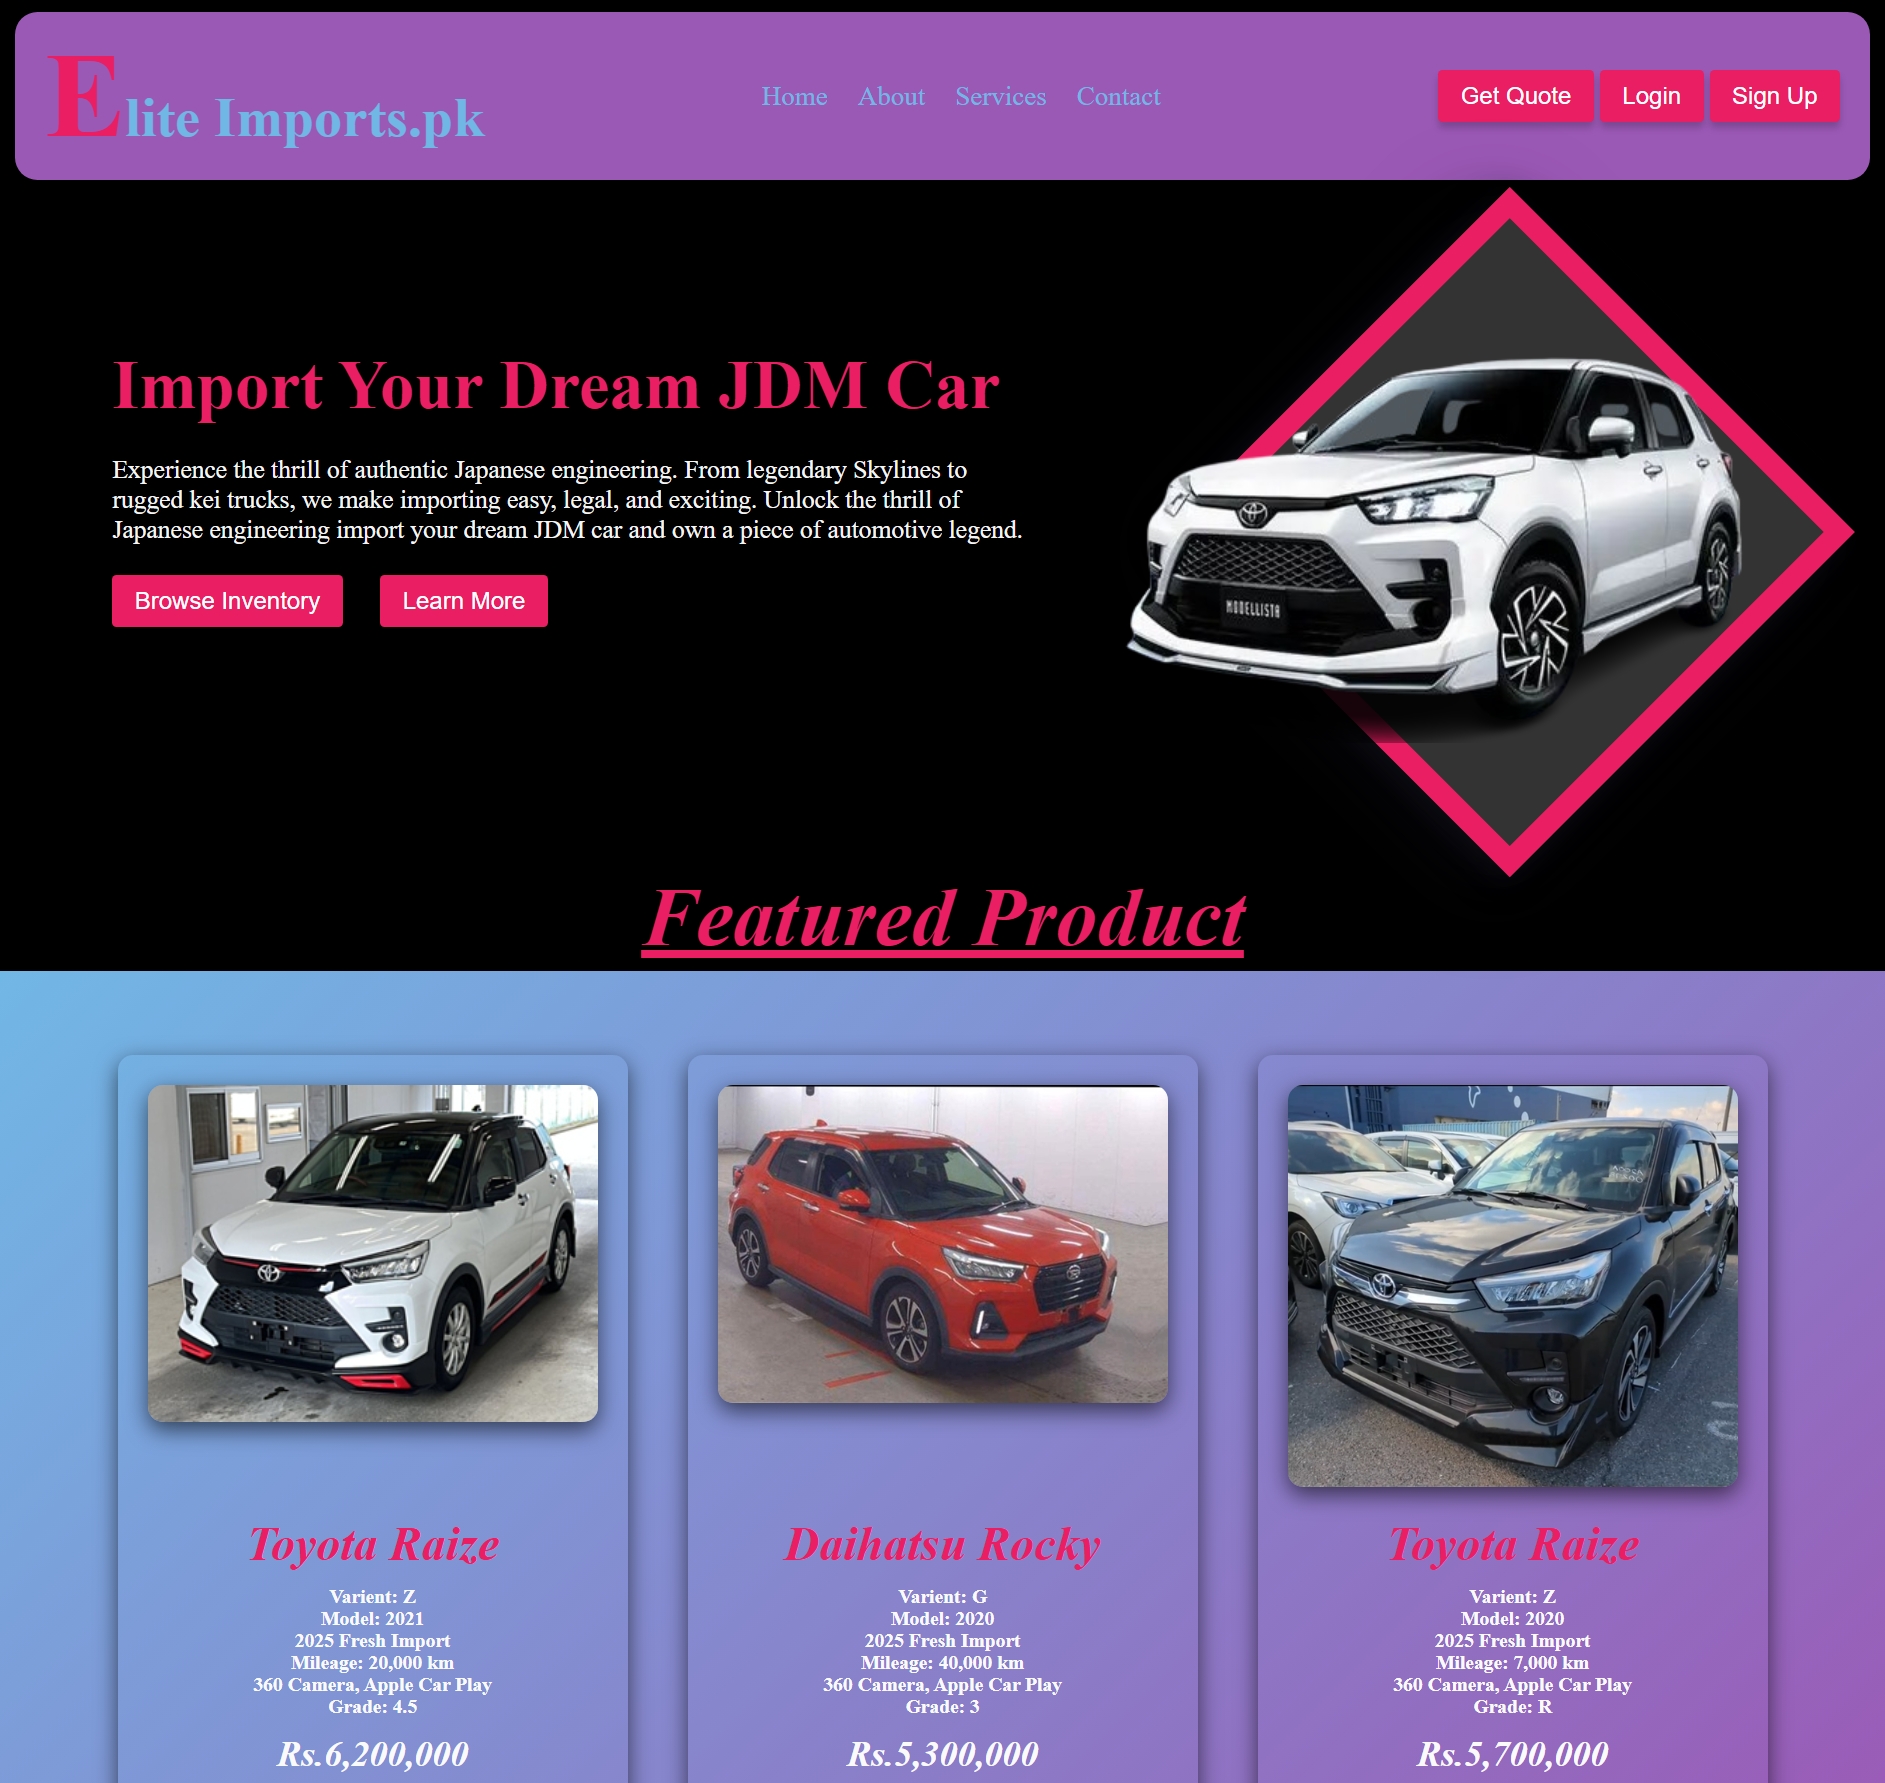 Elite Imports.pk
Home About Services Contact
Get Quote Login Sign Up
Import Your Dream JDM Car
Experience the thrill of authentic Japanese engineering. From legendary Skylines to
rugged kei trucks, we make importing easy, legal, and exciting. Unlock the thrill of
Japanese engineering import your dream JDM car and own a piece of automotive legend.
Browse Inventory Learn More
MODELLISTA
Featured Product
Toyota Raize
Varient: Z
Model: 2021
2025 Fresh Import
Mileage: 20,000 km
360 Camera, Apple Car Play
Grade: 4.5
Rs.6,200,000
Daihatsu Rocky
Varient: G
Model: 2020
2025 Fresh Import
Mileage: 40,000 km
360 Camera, Apple Car Play
Grade: 3
Rs.5,300,000
Toyota Raize
Varient: Z
Model: 2020
2025 Fresh Import
Mileage: 7,000 km
360 Camera, Apple Car Play
Grade: R
Rs.5,700,000